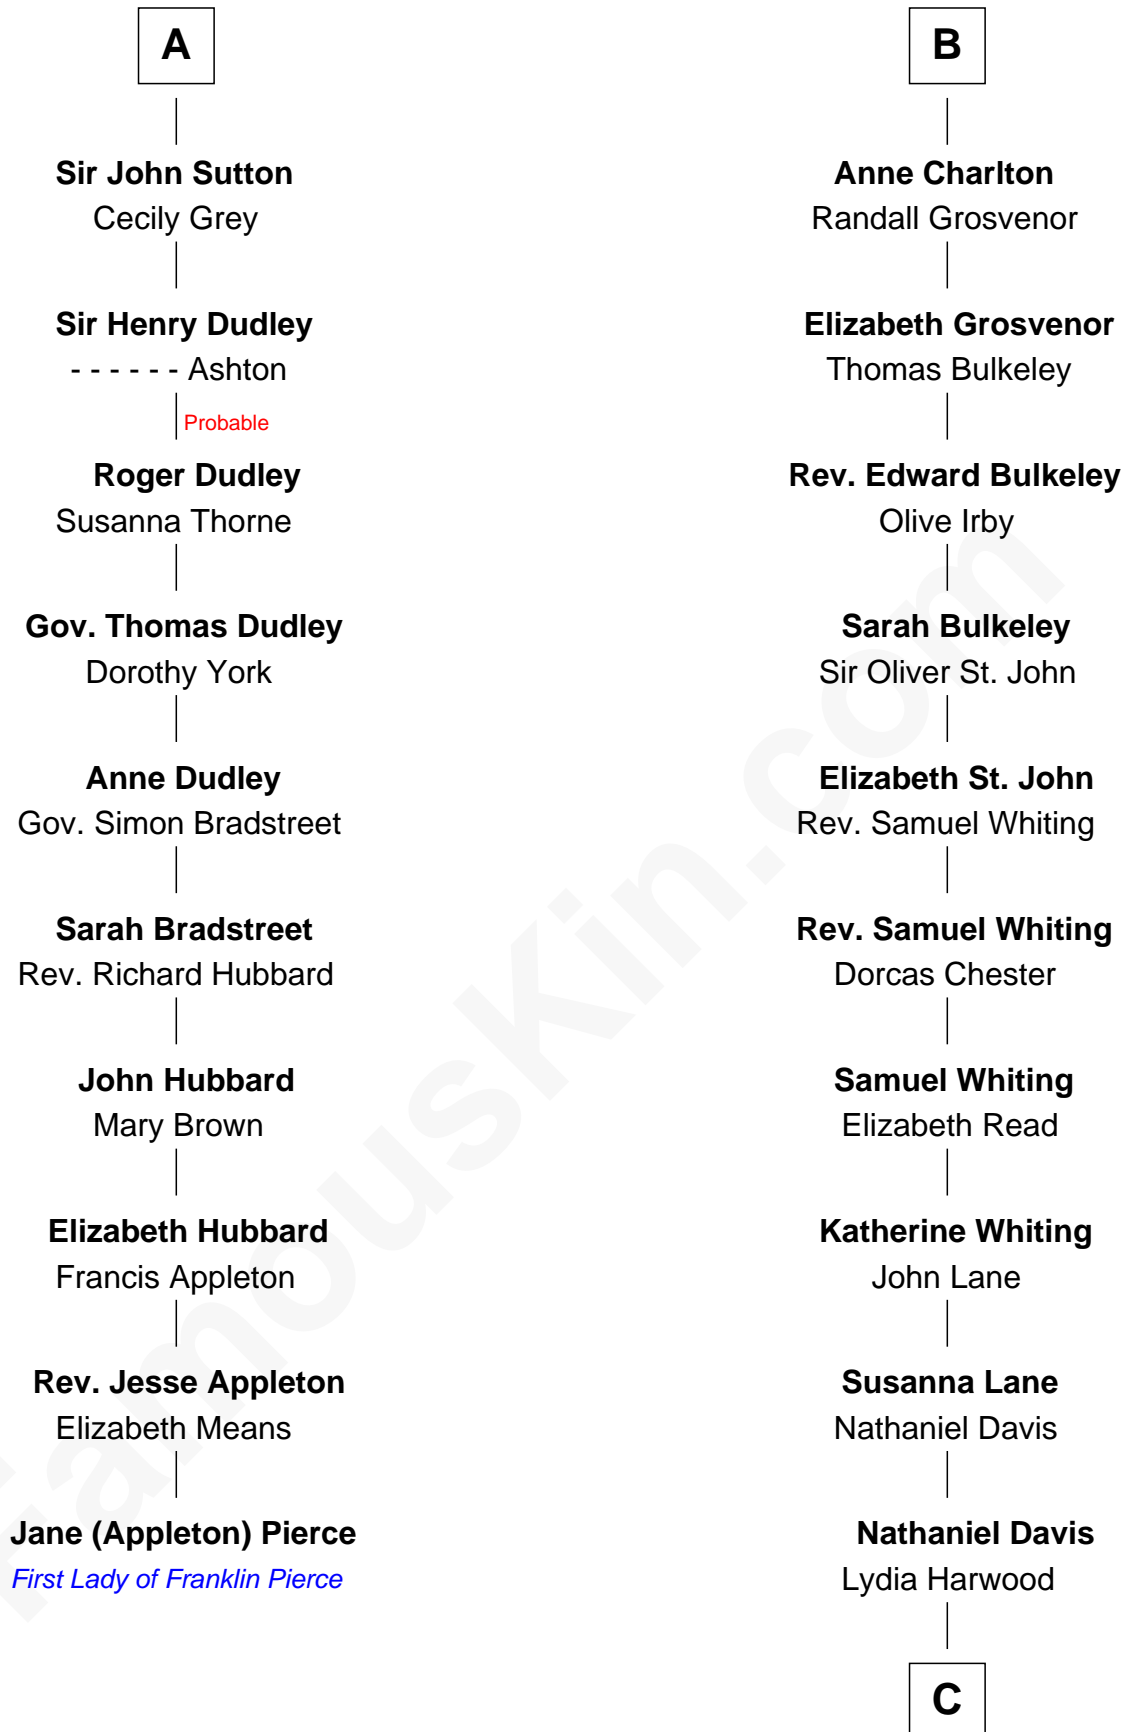 A
Sir John Sutton
Cecily Grey
Sir Henry Dudley
- - - - - - Ashton
Probable
Roger Dudley
Susanna Thorne
Gov. Thomas Dudley
Dorothy York
Anne Dudley
Gov. Simon Bradstreet
Sarah Bradstreet
Rev. Richard Hubbard
John Hubbard
Mary Brown
Elizabeth Hubbard
Francis Appleton
Rev. Jesse Appleton
Elizabeth Means
Jane (Appleton) Pierce
First Lady of Franklin Pierce
B
Anne Charlton
Randall Grosvenor
Elizabeth Grosvenor
Thomas Bulkeley
Rev. Edward Bulkeley
Olive Irby
Sarah Bulkeley
Sir Oliver St. John
Elizabeth St. John
Rev. Samuel Whiting
Rev. Samuel Whiting
Dorcas Chester
Samuel Whiting
Elizabeth Read
Katherine Whiting
John Lane
Susanna Lane
Nathaniel Davis
Nathaniel Davis
Lydia Harwood
C
FamousKin.com